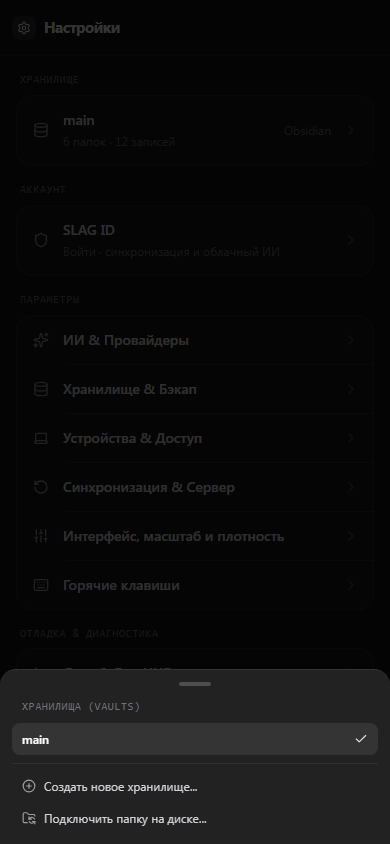 Настройки
ХРАНИЛИЩЕ
main
6 папок · 12 записей
Obsidian
АККАУНТ
SLAG ID
Войти · синхронизация и облачный ИИ
ПАРАМЕТРЫ
ИИ & Провайдеры
Хранилище & Бэкап
Устройства & Доступ
Синхронизация & Сервер
Интерфейс, масштаб и плотность
Горячие клавиши
ОТЛАДКА & ДИАГНОСТИКА
ХРАНИЛИЩА (VAULTS)
main
Создать новое хранилище...
Подключить папку на диске...